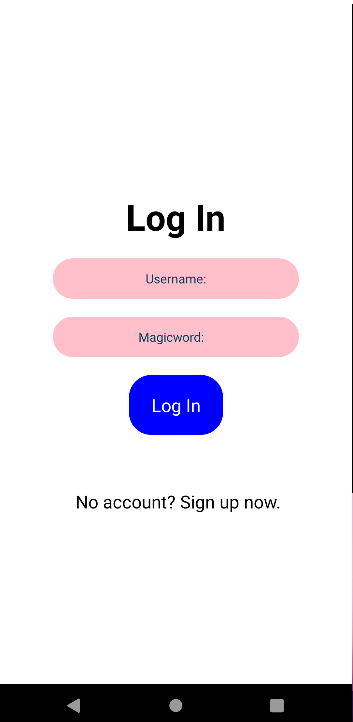 Log In
Username:
Magicword:
Log In
No account? Sign up now.